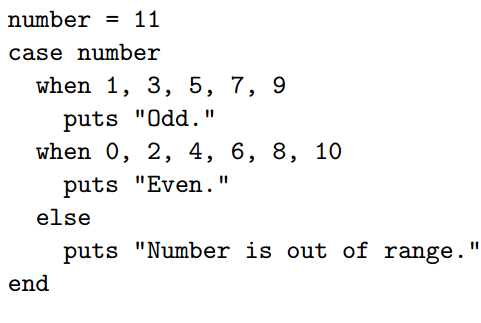 number = 11
case number
  when 1, 3, 5, 7, 9
    puts "Odd."
  when 0, 2, 4, 6, 8, 10
    puts "Even."
  else
    puts "Number is out of range."
end